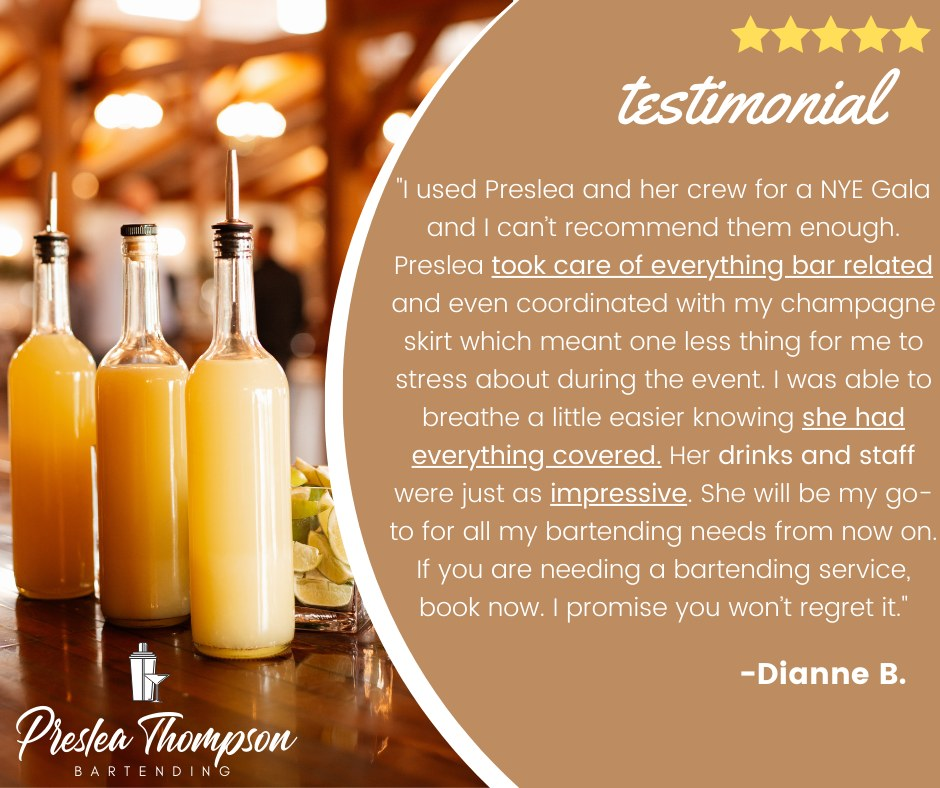 testimonial
"I used Preslea and her crew for a NYE Gala
and I can't recommend them enough.
Preslea took care of everything bar related
and even coordinated with my champagne
skirt which meant one less thing for me to
stress about during the event. I was able to
breathe a little easier knowing she had
everything covered. Her drinks and staff
were just as impressive. She will be my go-
to for all my bartending needs from now on.
If you are needing a bartending service,
book now. I promise you won't regret it."
-Dianne B.
Preslea Thompson
BARTENDING